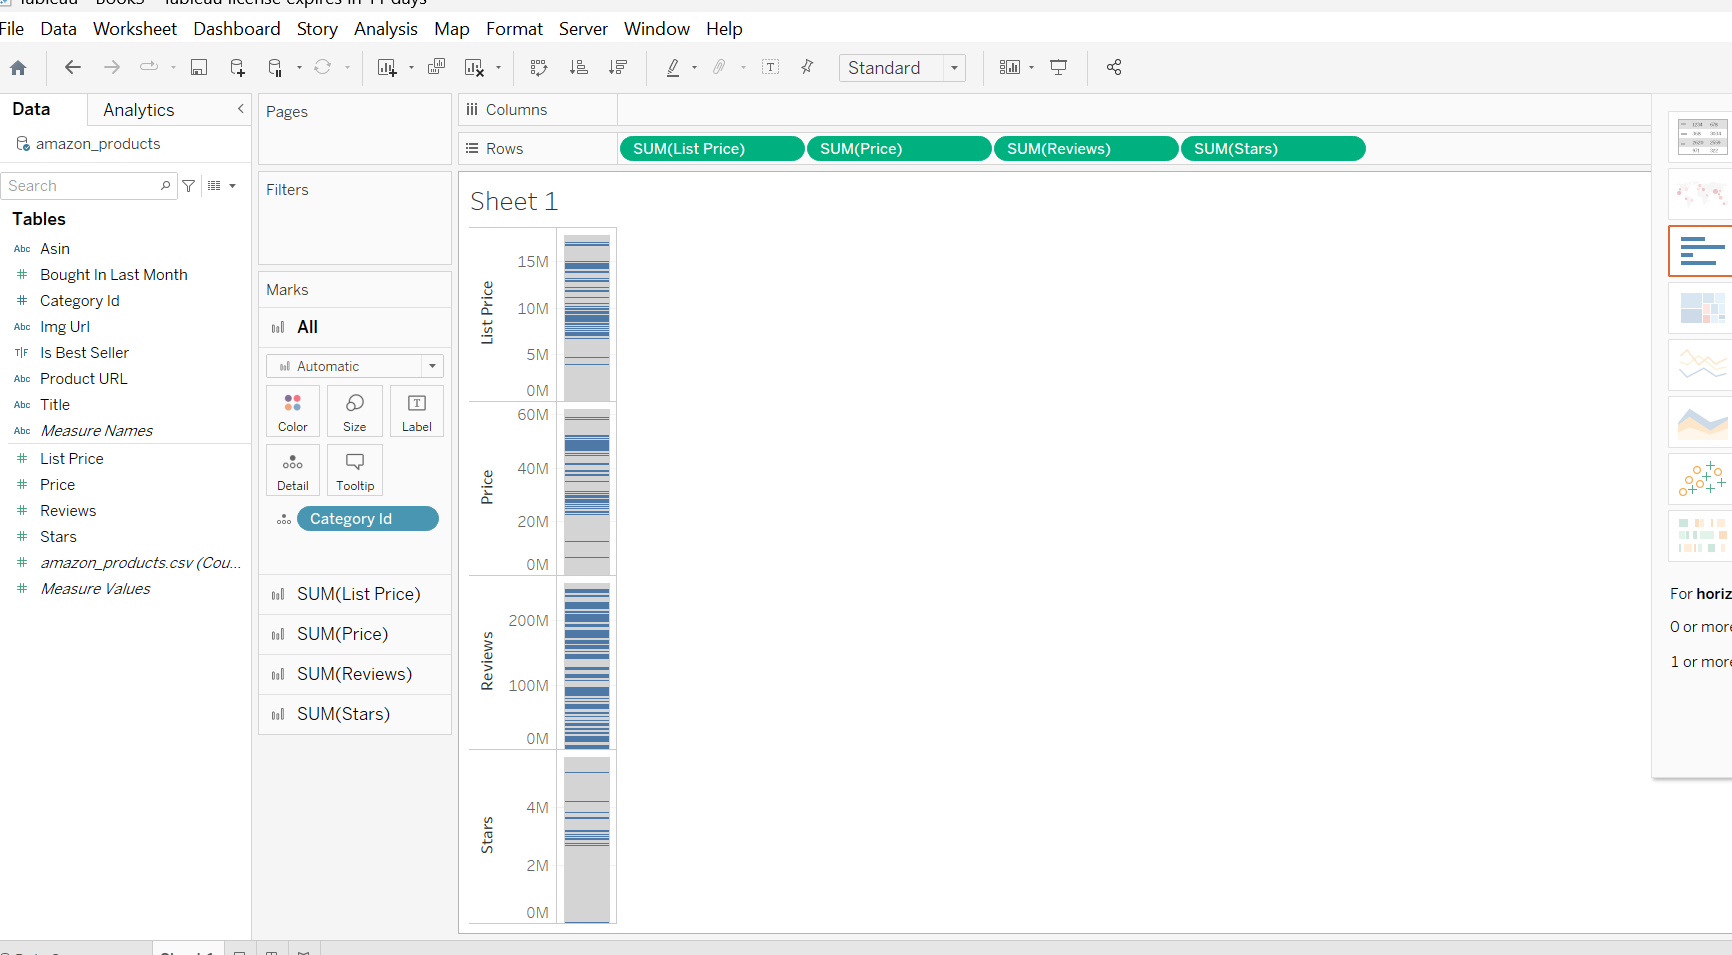 Tableau - Book3 - Tableau license expires in 14 days
File Data Worksheet Dashboard Story Analysis Map Format Server Window Help
Standard
Data Analytics
amazon_products
Search
Tables
Abc Asin
# Bought In Last Month
# Category Id
Abc Img Url
T|F Is Best Seller
Abc Product URL
Abc Title
Abc Measure Names
# List Price
# Price
# Reviews
# Stars
# amazon_products.csv (Cou...
# Measure Values
Pages
Filters
Marks
All
Automatic
Color Size Label
Detail Tooltip
Category Id
SUM(List Price)
SUM(Price)
SUM(Reviews)
SUM(Stars)
Columns
Rows SUM(List Price) SUM(Price) SUM(Reviews) SUM(Stars)
Sheet 1
List Price
15M
10M
5M
0M
Price
60M
40M
20M
0M
Reviews
200M
100M
0M
Stars
4M
2M
0M
For horiz
0 or more
1 or more